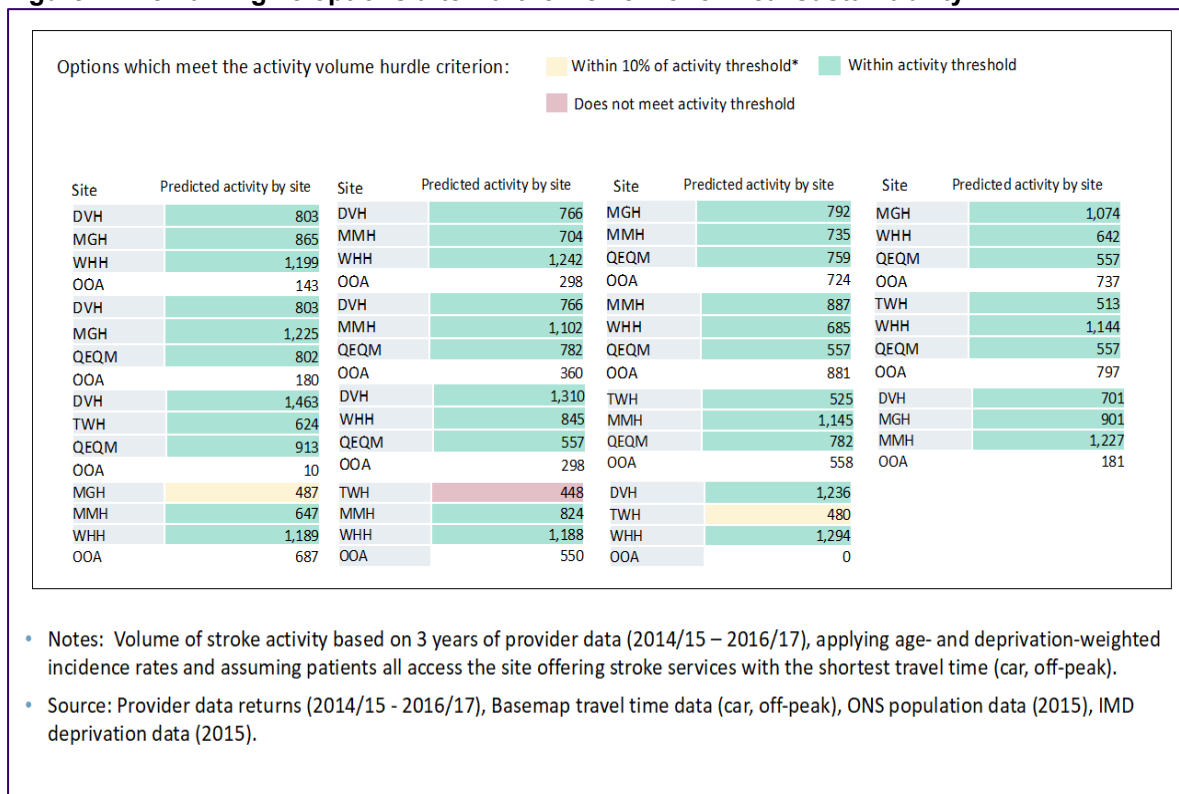 Options which meet the activity volume hurdle criterion:
Within 10% of activity threshold*
Within activity threshold
Does not meet activity threshold
Site Predicted activity by site
DVH 803
MGH 865
WHH 1,199
OOA 143
DVH 803
MGH 1,225
QEQM 802
OOA 180
DVH 1,463
TWH 624
QEQM 913
OOA 10
MGH 487
MMH 647
WHH 1,189
OOA 687
Site Predicted activity by site
DVH 766
MMH 704
WHH 1,242
OOA 298
DVH 766
MMH 1,102
QEQM 782
OOA 360
DVH 1,310
WHH 845
QEQM 557
OOA 298
TWH 448
MMH 824
WHH 1,188
OOA 550
Site Predicted activity by site
MGH 792
MMH 735
QEQM 759
OOA 724
MMH 887
WHH 685
QEQM 557
OOA 881
TWH 525
MMH 1,145
QEQM 782
OOA 558
DVH 1,236
TWH 480
WHH 1,294
OOA 0
Site Predicted activity by site
MGH 1,074
WHH 642
QEQM 557
OOA 737
TWH 513
WHH 1,144
QEQM 557
OOA 797
DVH 701
MGH 901
MMH 1,227
OOA 181
• Notes: Volume of stroke activity based on 3 years of provider data (2014/15 – 2016/17), applying age- and deprivation-weighted
incidence rates and assuming patients all access the site offering stroke services with the shortest travel time (car, off-peak).
• Source: Provider data returns (2014/15 - 2016/17), Basemap travel time data (car, off-peak), ONS population data (2015), IMD
deprivation data (2015).